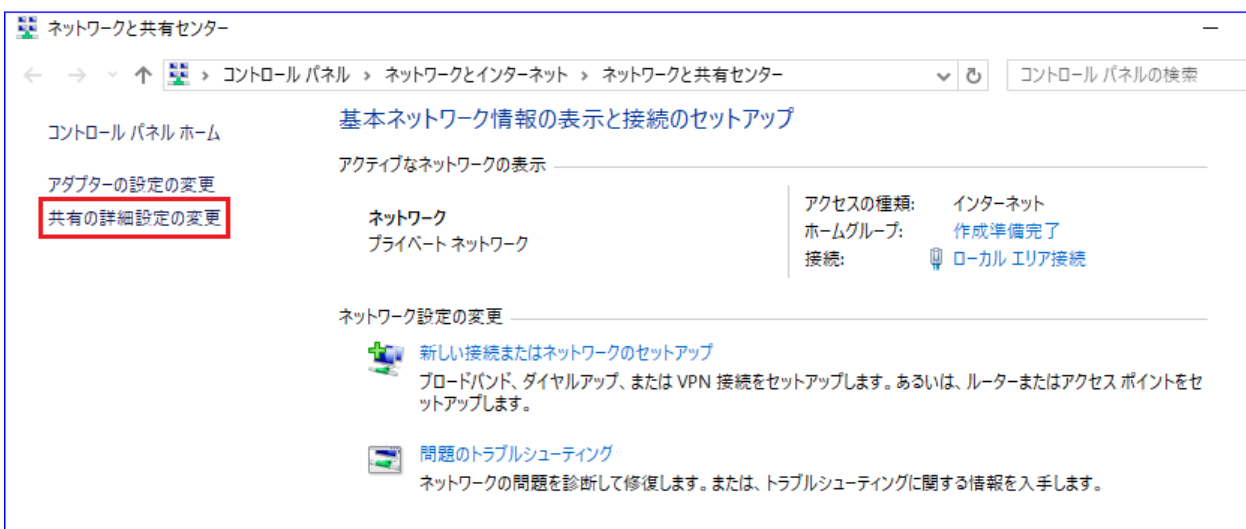 ネットワークと共有センター
コントロール パネル › ネットワークとインターネット › ネットワークと共有センター
コントロール パネルの検索
コントロール パネル ホーム
アダプターの設定の変更
共有の詳細設定の変更
基本ネットワーク情報の表示と接続のセットアップ
アクティブなネットワークの表示
ネットワーク
プライベート ネットワーク
アクセスの種類: インターネット
ホームグループ: 作成準備完了
接続: ローカル エリア接続
ネットワーク設定の変更
新しい接続またはネットワークのセットアップ
ブロードバンド、ダイヤルアップ、または VPN 接続をセットアップします。あるいは、ルーターまたはアクセス ポイントをセ
ットアップします。
問題のトラブルシューティング
ネットワークの問題を診断して修復します。または、トラブルシューティングに関する情報を入手します。